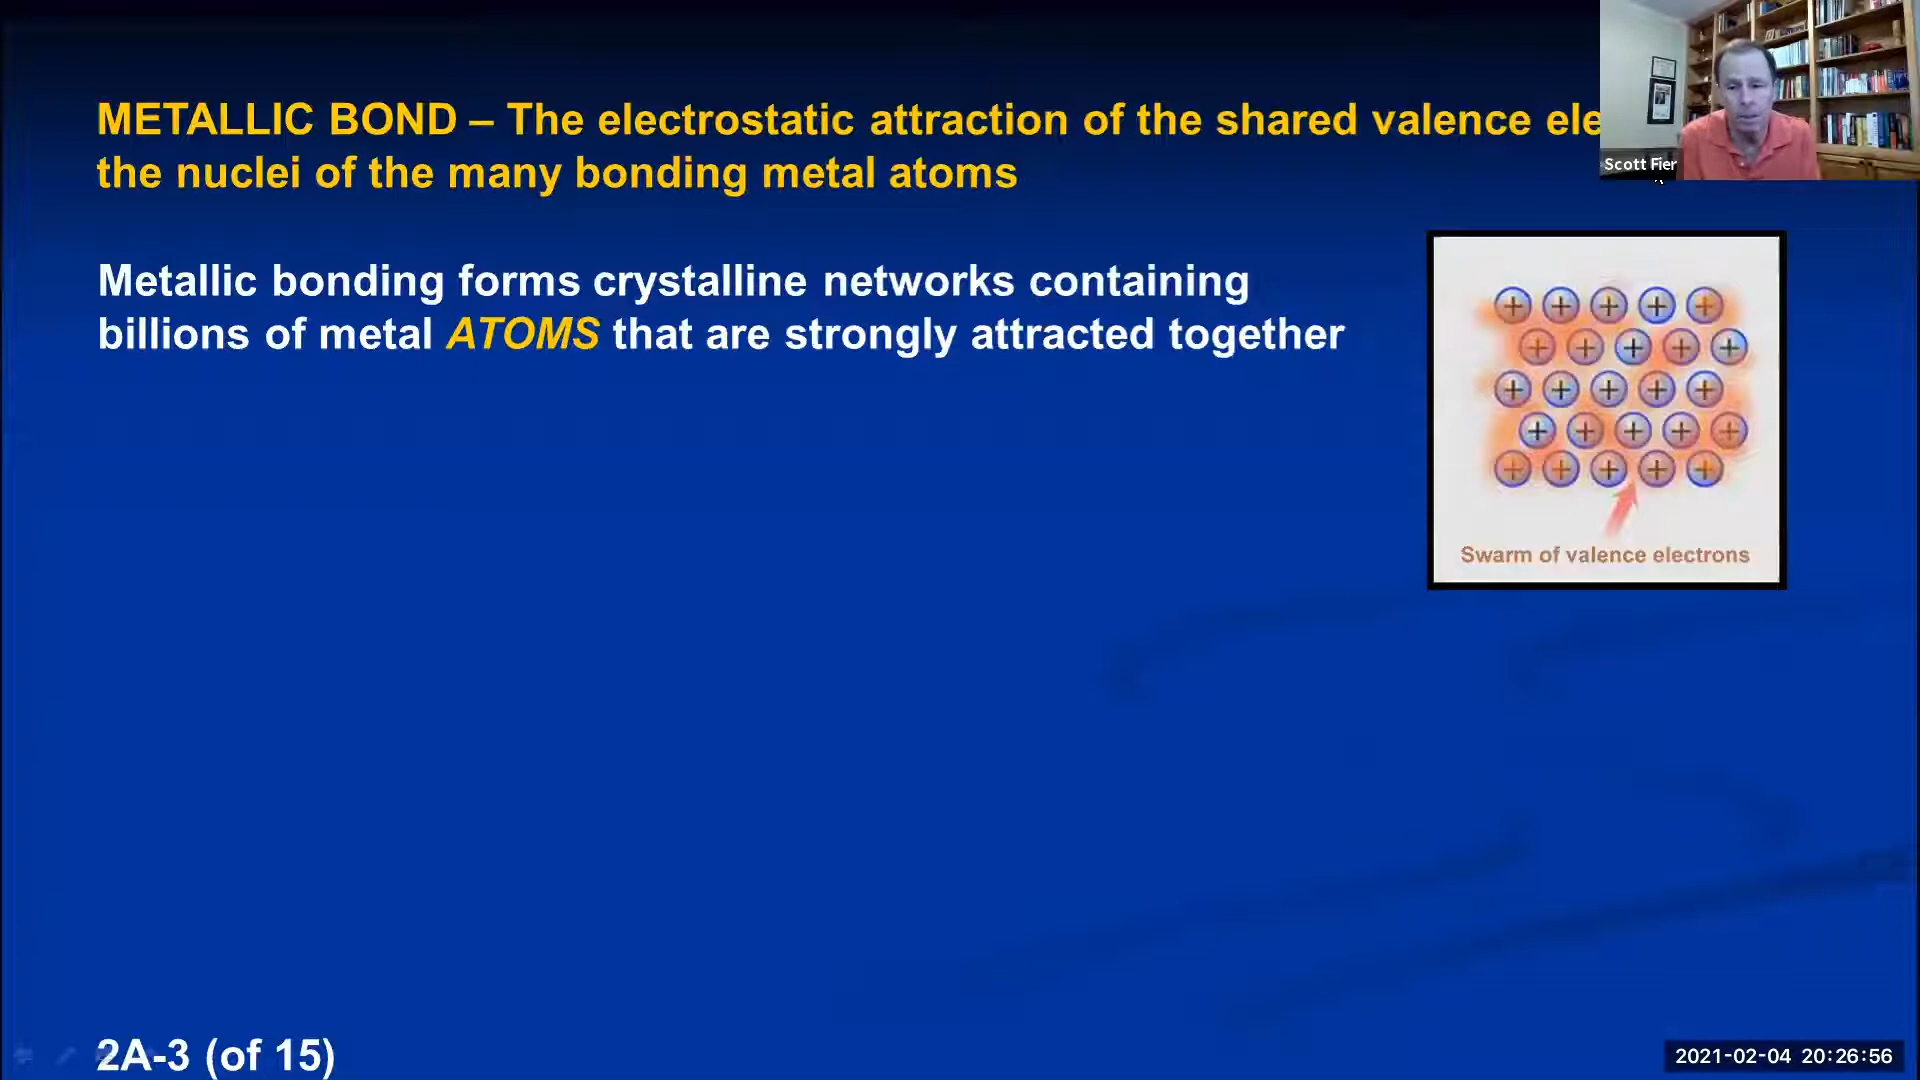 METALLIC BOND – The electrostatic attraction of the shared valence ele
the nuclei of the many bonding metal atoms
Scott Fier
Metallic bonding forms crystalline networks containing
billions of metal ATOMS that are strongly attracted together
+ + + + +
+ + + + +
+ + + + +
+ + + + +
+ + + + +
Swarm of valence electrons
2A-3 (of 15)
2021-02-04 20:26:56